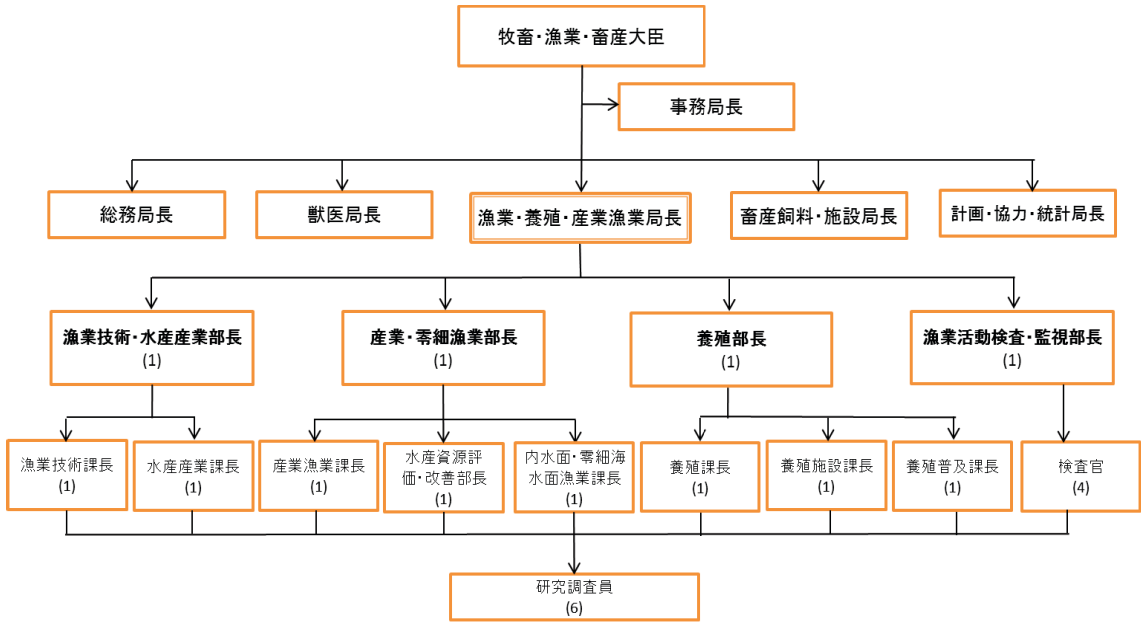 牧畜・漁業・畜産大臣
事務局長
総務局長
獣医局長
漁業・養殖・産業漁業局長
畜産飼料・施設局長
計画・協力・統計局長
漁業技術・水産産業部長
(1)
産業・零細漁業部長
(1)
養殖部長
(1)
漁業活動検査・監視部長
(1)
漁業技術課長
(1)
水産産業課長
(1)
産業漁業課長
(1)
水産資源評
価・改善部長
(1)
内水面・零細海
水面漁業課長
(1)
養殖課長
(1)
養殖施設課長
(1)
養殖普及課長
(1)
検査官
(4)
研究調査員
(6)